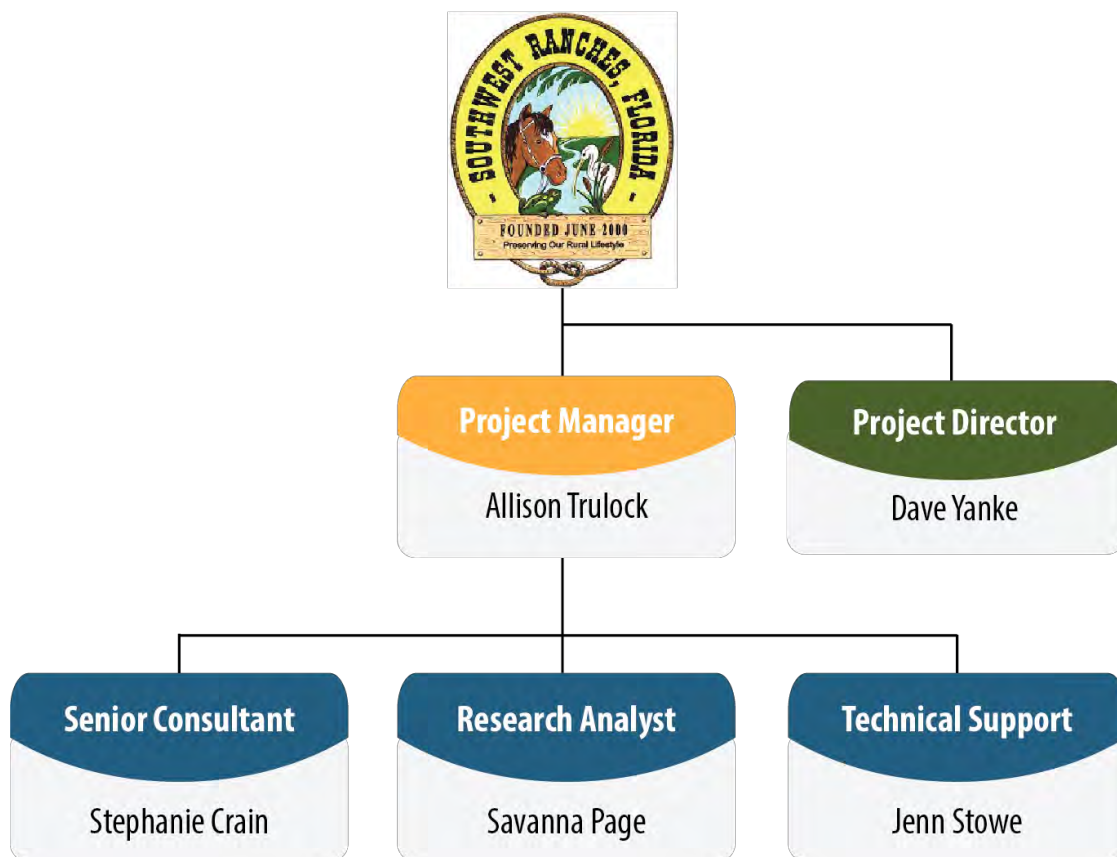 - SOUTHWEST RANCHES, FLORIDA -
FOUNDED JUNE 2000
Preserving Our Rural Lifestyle
Project Manager
Allison Trulock
Project Director
Dave Yanke
Senior Consultant
Stephanie Crain
Research Analyst
Savanna Page
Technical Support
Jenn Stowe